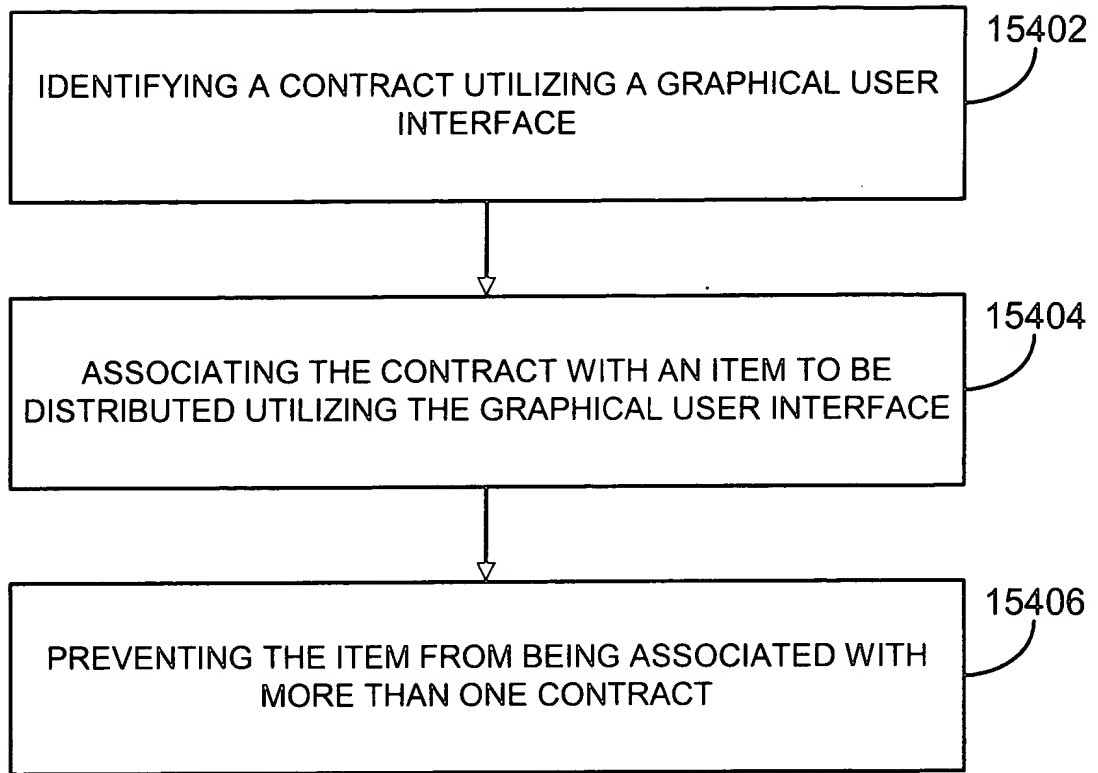 15402
IDENTIFYING A CONTRACT UTILIZING A GRAPHICAL USER
INTERFACE
15404
ASSOCIATING THE CONTRACT WITH AN ITEM TO BE
DISTRIBUTED UTILIZING THE GRAPHICAL USER INTERFACE
15406
PREVENTING THE ITEM FROM BEING ASSOCIATED WITH
MORE THAN ONE CONTRACT